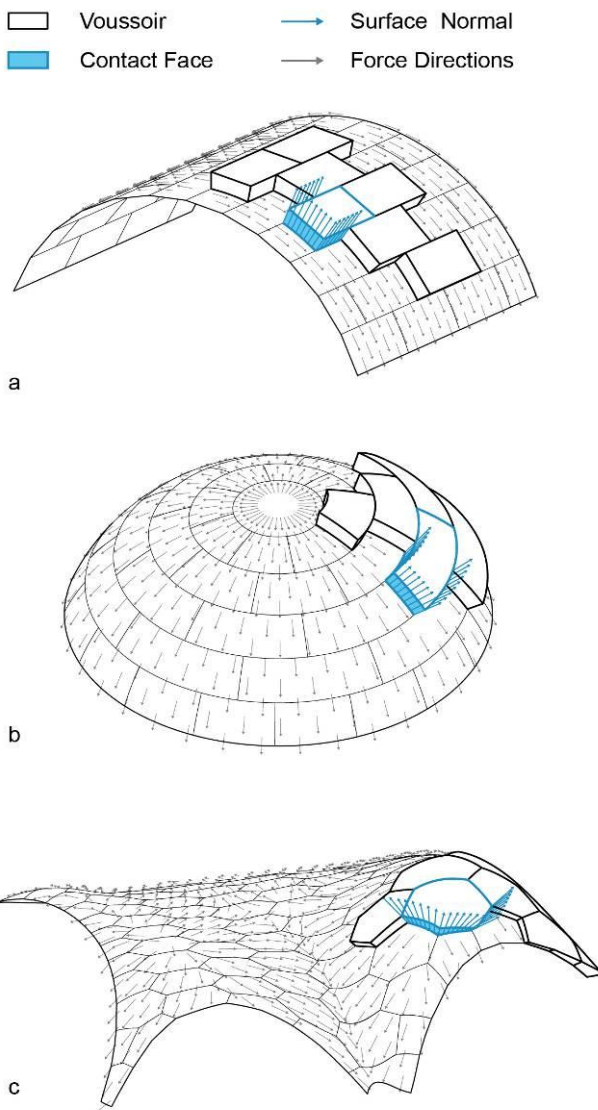 Voussoir
Surface Normal
Contact Face
Force Directions
a
b
c